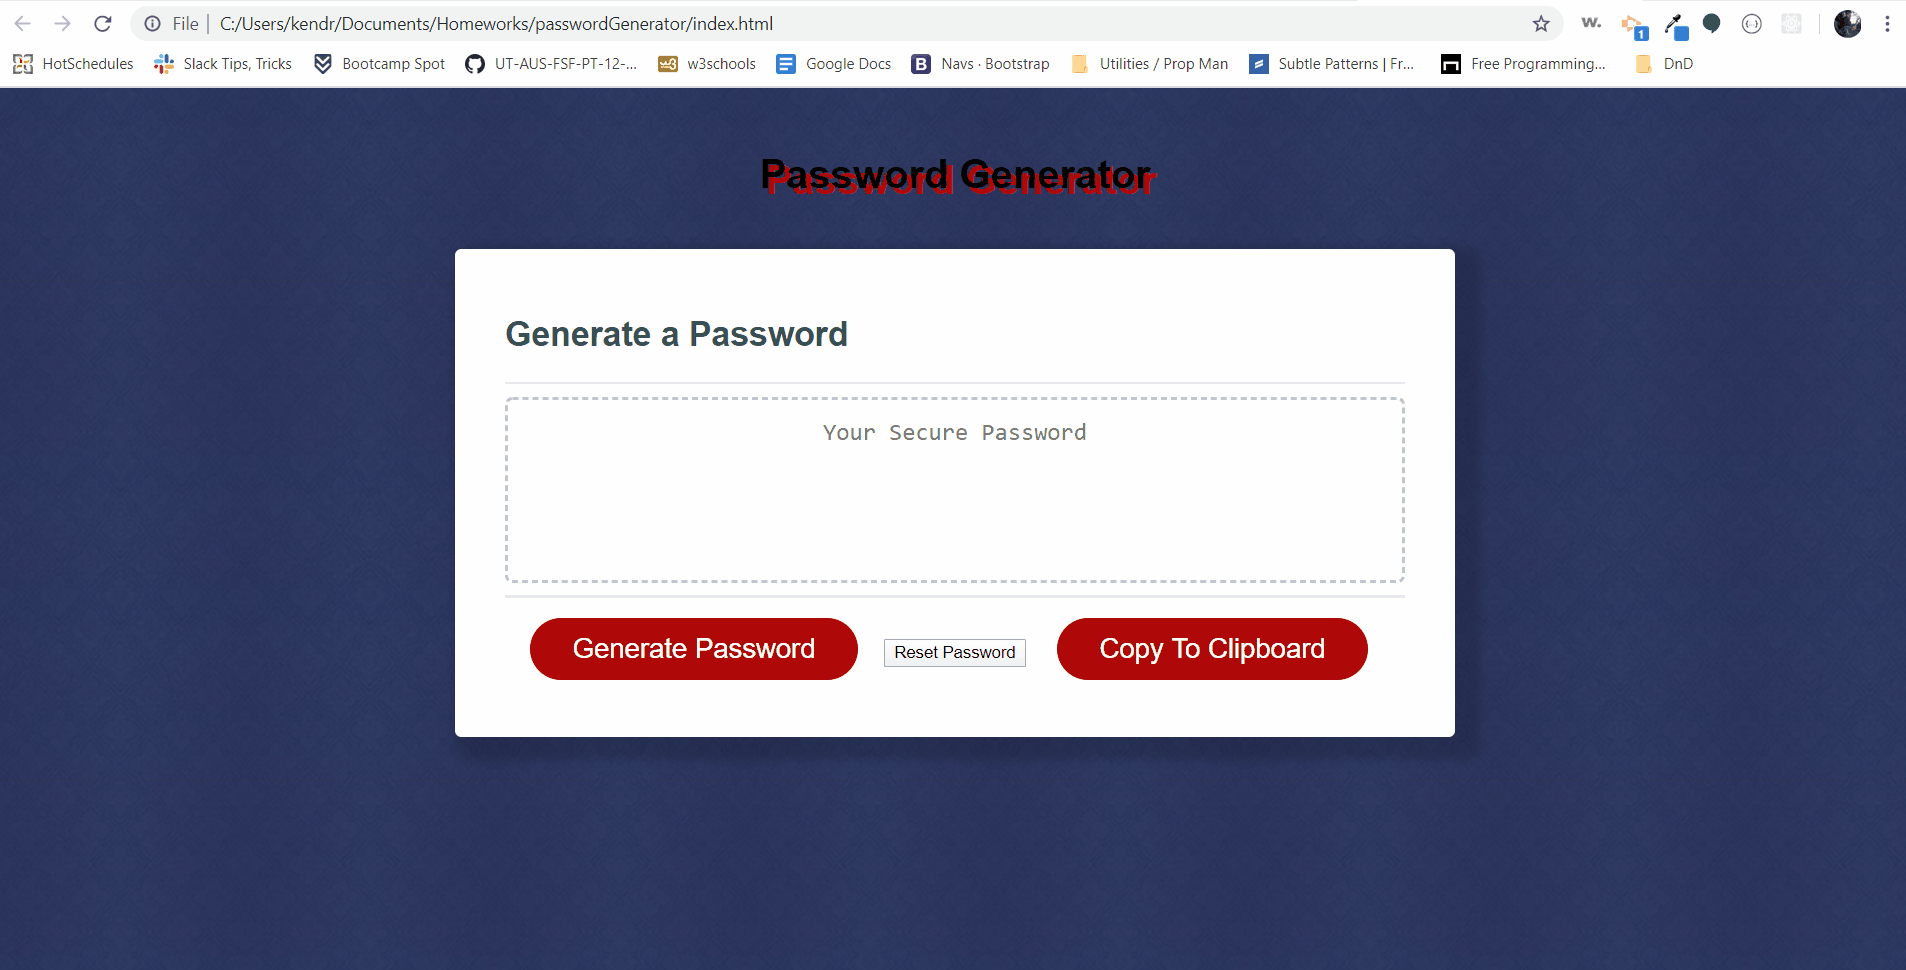 File | C:/Users/kendr/Documents/Homeworks/passwordGenerator/index.html
w. 1
HotSchedules Slack Tips, Tricks Bootcamp Spot UT-AUS-FSF-PT-12-... w3schools Google Docs B Navs · Bootstrap Utilities / Prop Man Subtle Patterns | Fr... Free Programming... DnD
Password Generator
Generate a Password
Your Secure Password
Generate Password Reset Password Copy To Clipboard